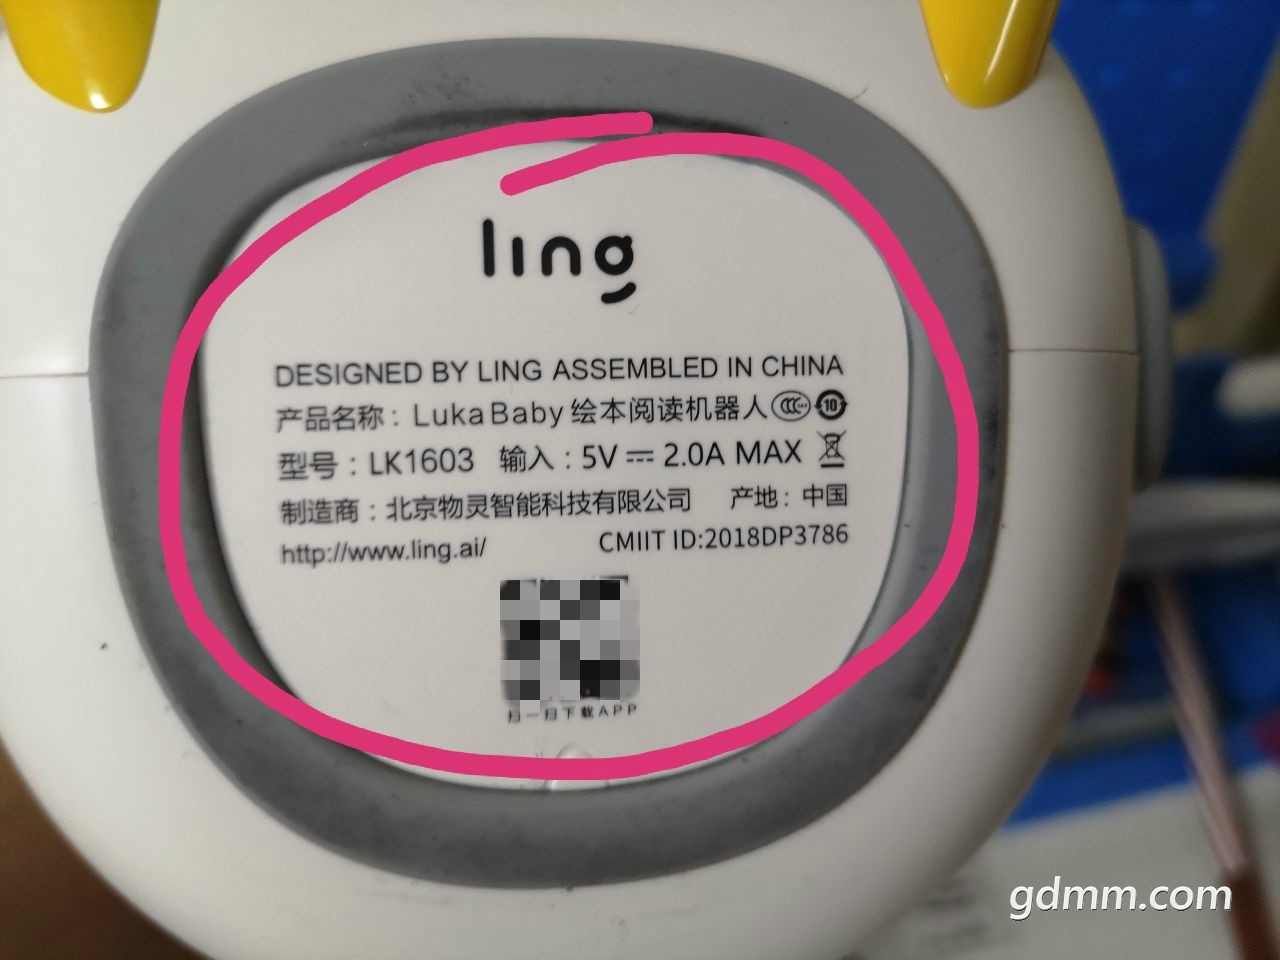 ling
DESIGNED BY LING ASSEMBLED IN CHINA
产品名称：Luka Baby 绘本阅读机器人 CCC 10
型号：LK1603 输入：5V ⎓ 2.0A MAX
制造商：北京物灵智能科技有限公司 产地：中国
http://www.ling.ai/ CMIIT ID:2018DP3786
扫一扫下载APP
gdmm.com